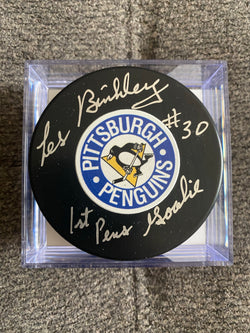 Les Binkley
#30
PITTSBURGH
PENGUINS
1st Pens Goalie